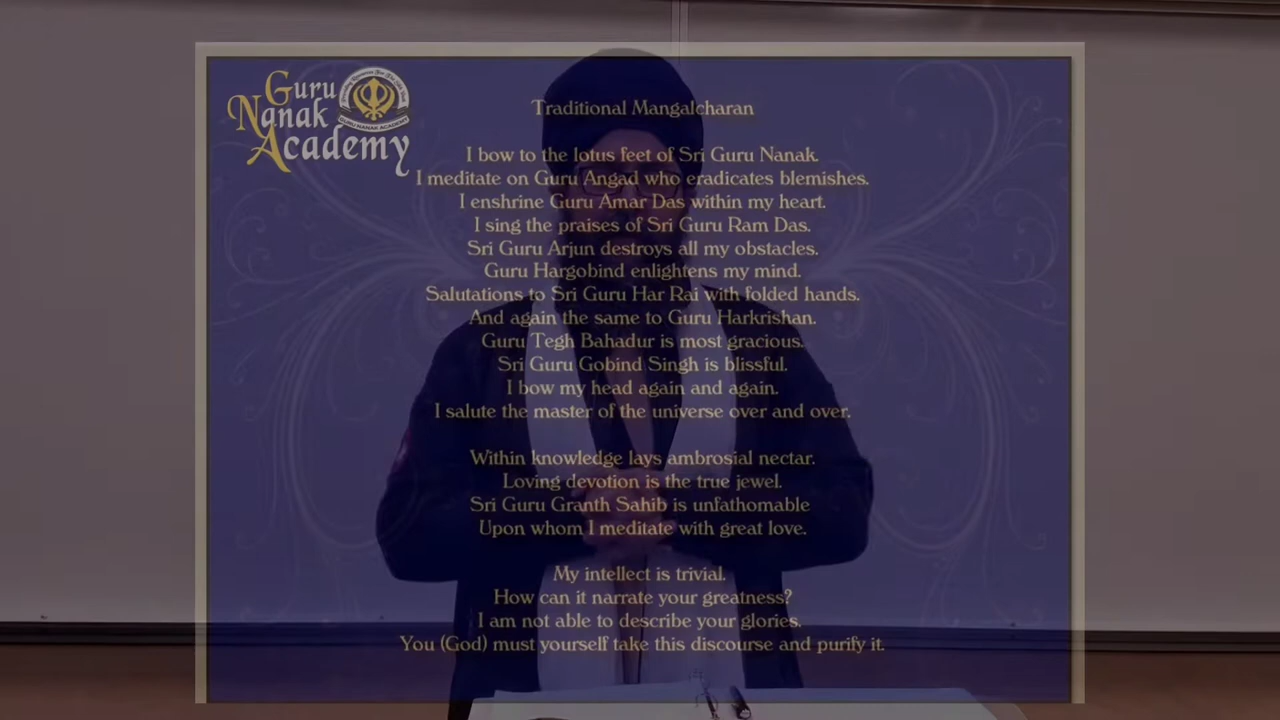 Guru
Nanak
Academy
GURU NANAK ACADEMY
Traditional Mangalcharan
I bow to the lotus feet of Sri Guru Nanak.
I meditate on Guru Angad who eradicates blemishes.
I enshrine Guru Amar Das within my heart.
I sing the praises of Sri Guru Ram Das.
Sri Guru Arjun destroys all my obstacles.
Guru Hargobind enlightens my mind.
Salutations to Sri Guru Har Rai with folded hands.
And again the same to Guru Harkrishan.
Guru Tegh Bahadur is most gracious.
Sri Guru Gobind Singh is blissful.
I bow my head again and again.
I salute the master of the universe over and over.
Within knowledge lays ambrosial nectar.
Loving devotion is the true jewel.
Sri Guru Granth Sahib is unfathomable
Upon whom I meditate with great love.
My intellect is trivial.
How can it narrate your greatness?
I am not able to describe your glories.
You (God) must yourself take this discourse and purify it.